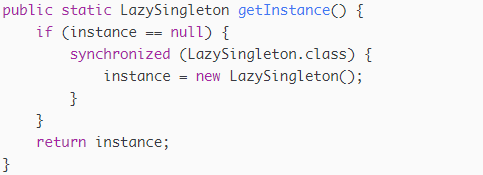 public static LazySingleton getInstance() {
    if (instance == null) {
        synchronized (LazySingleton.class) {
            instance = new LazySingleton();
        }
    }
    return instance;
}